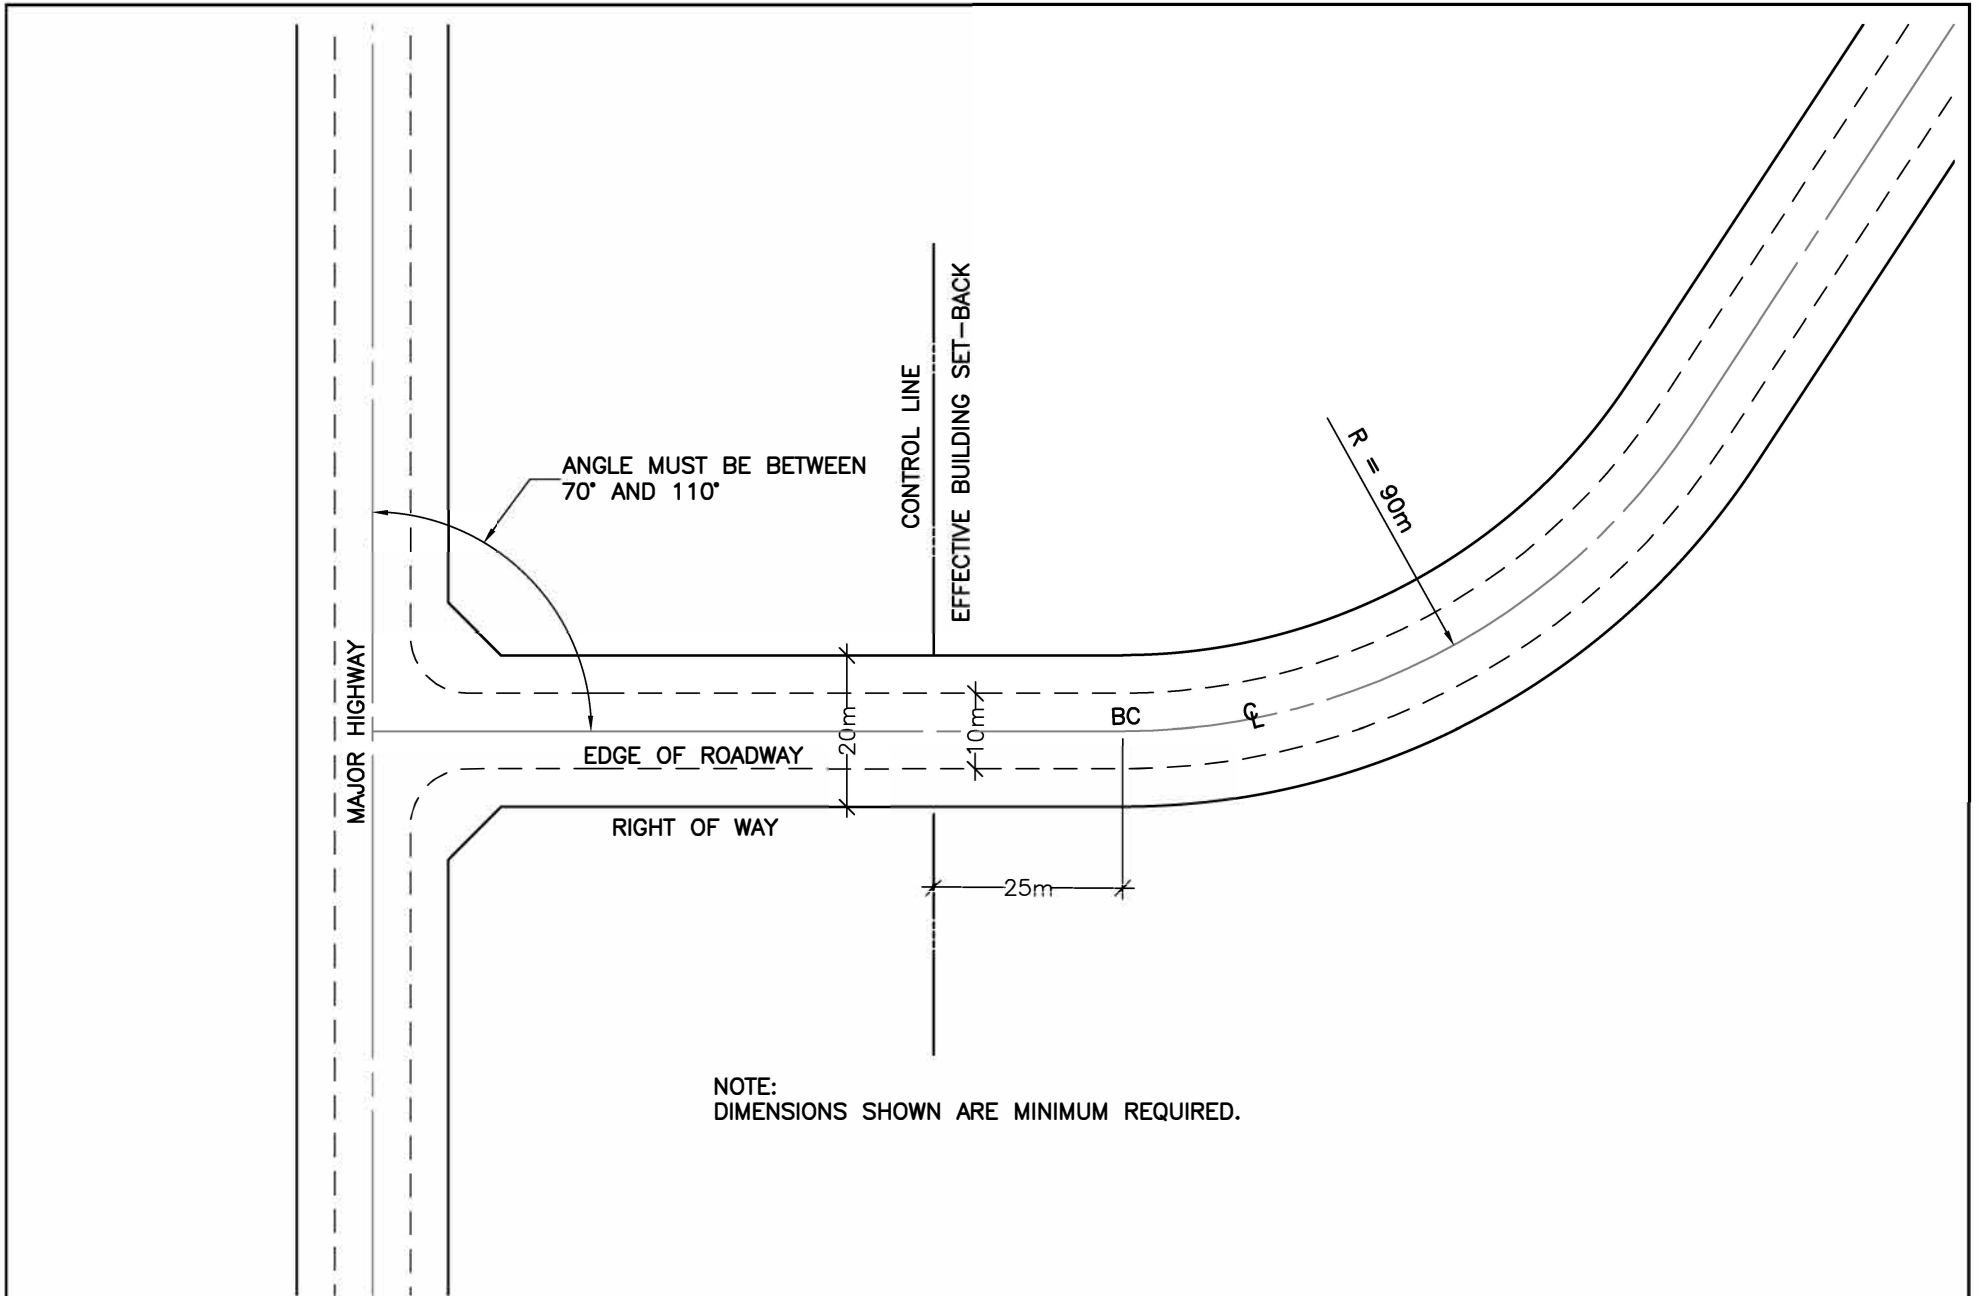 ANGLE MUST BE BETWEEN
70° AND 110°
CONTROL LINE
EFFECTIVE BUILDING SET-BACK
R = 90m
MAJOR HIGHWAY
20m
10m
BC
℄
EDGE OF ROADWAY
RIGHT OF WAY
25m
NOTE:
DIMENSIONS SHOWN ARE MINIMUM REQUIRED.